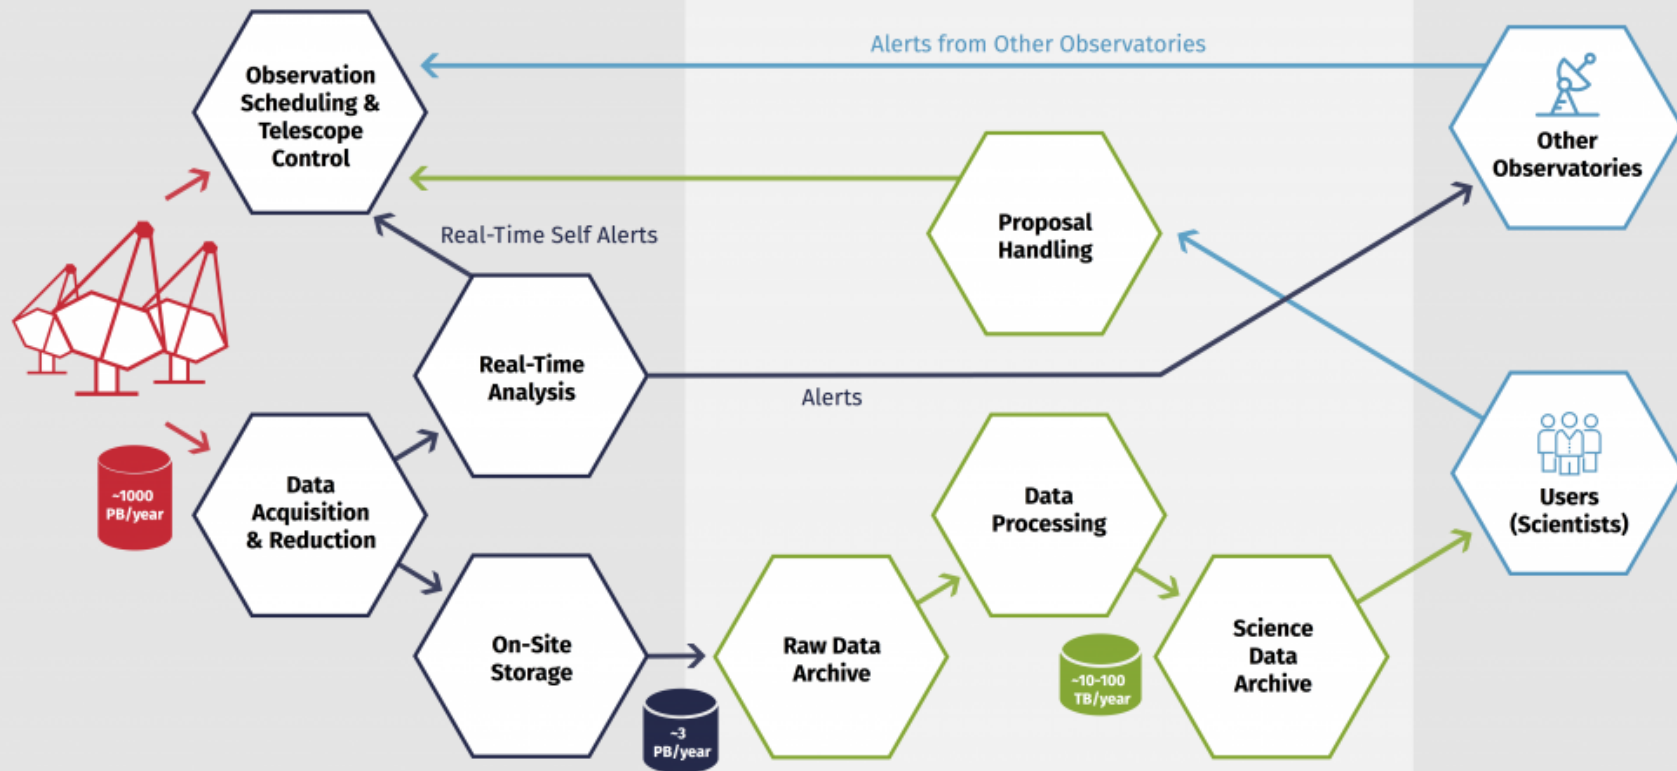 Observation
Scheduling &
Telescope
Control
Alerts from Other Observatories
Other
Observatories
Proposal
Handling
Real-Time Self Alerts
Real-Time
Analysis
Alerts
~1000
PB/year
Data
Acquisition
& Reduction
Data
Processing
Users
(Scientists)
On-Site
Storage
~3
PB/year
Raw Data
Archive
~10-100
TB/year
Science
Data
Archive